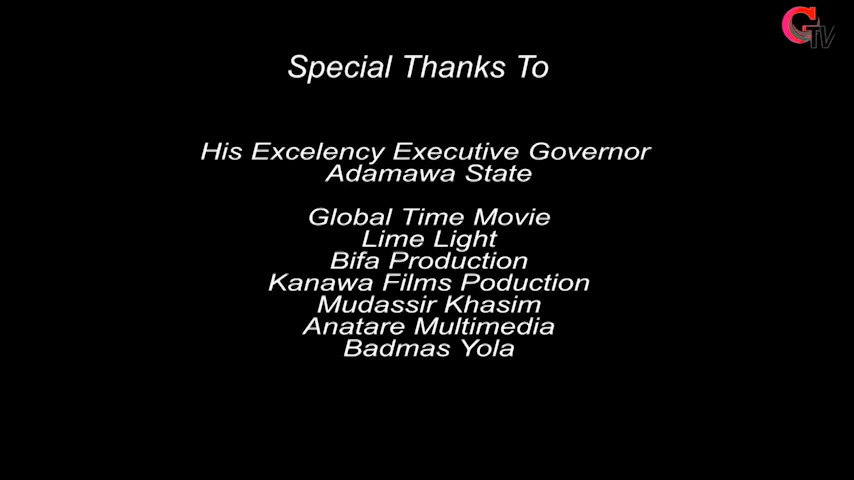 GTV
Special Thanks To
His Excelency Executive Governor
Adamawa State
Global Time Movie
Lime Light
Bifa Production
Kanawa Films Poduction
Mudassir Khasim
Anatare Multimedia
Badmas Yola